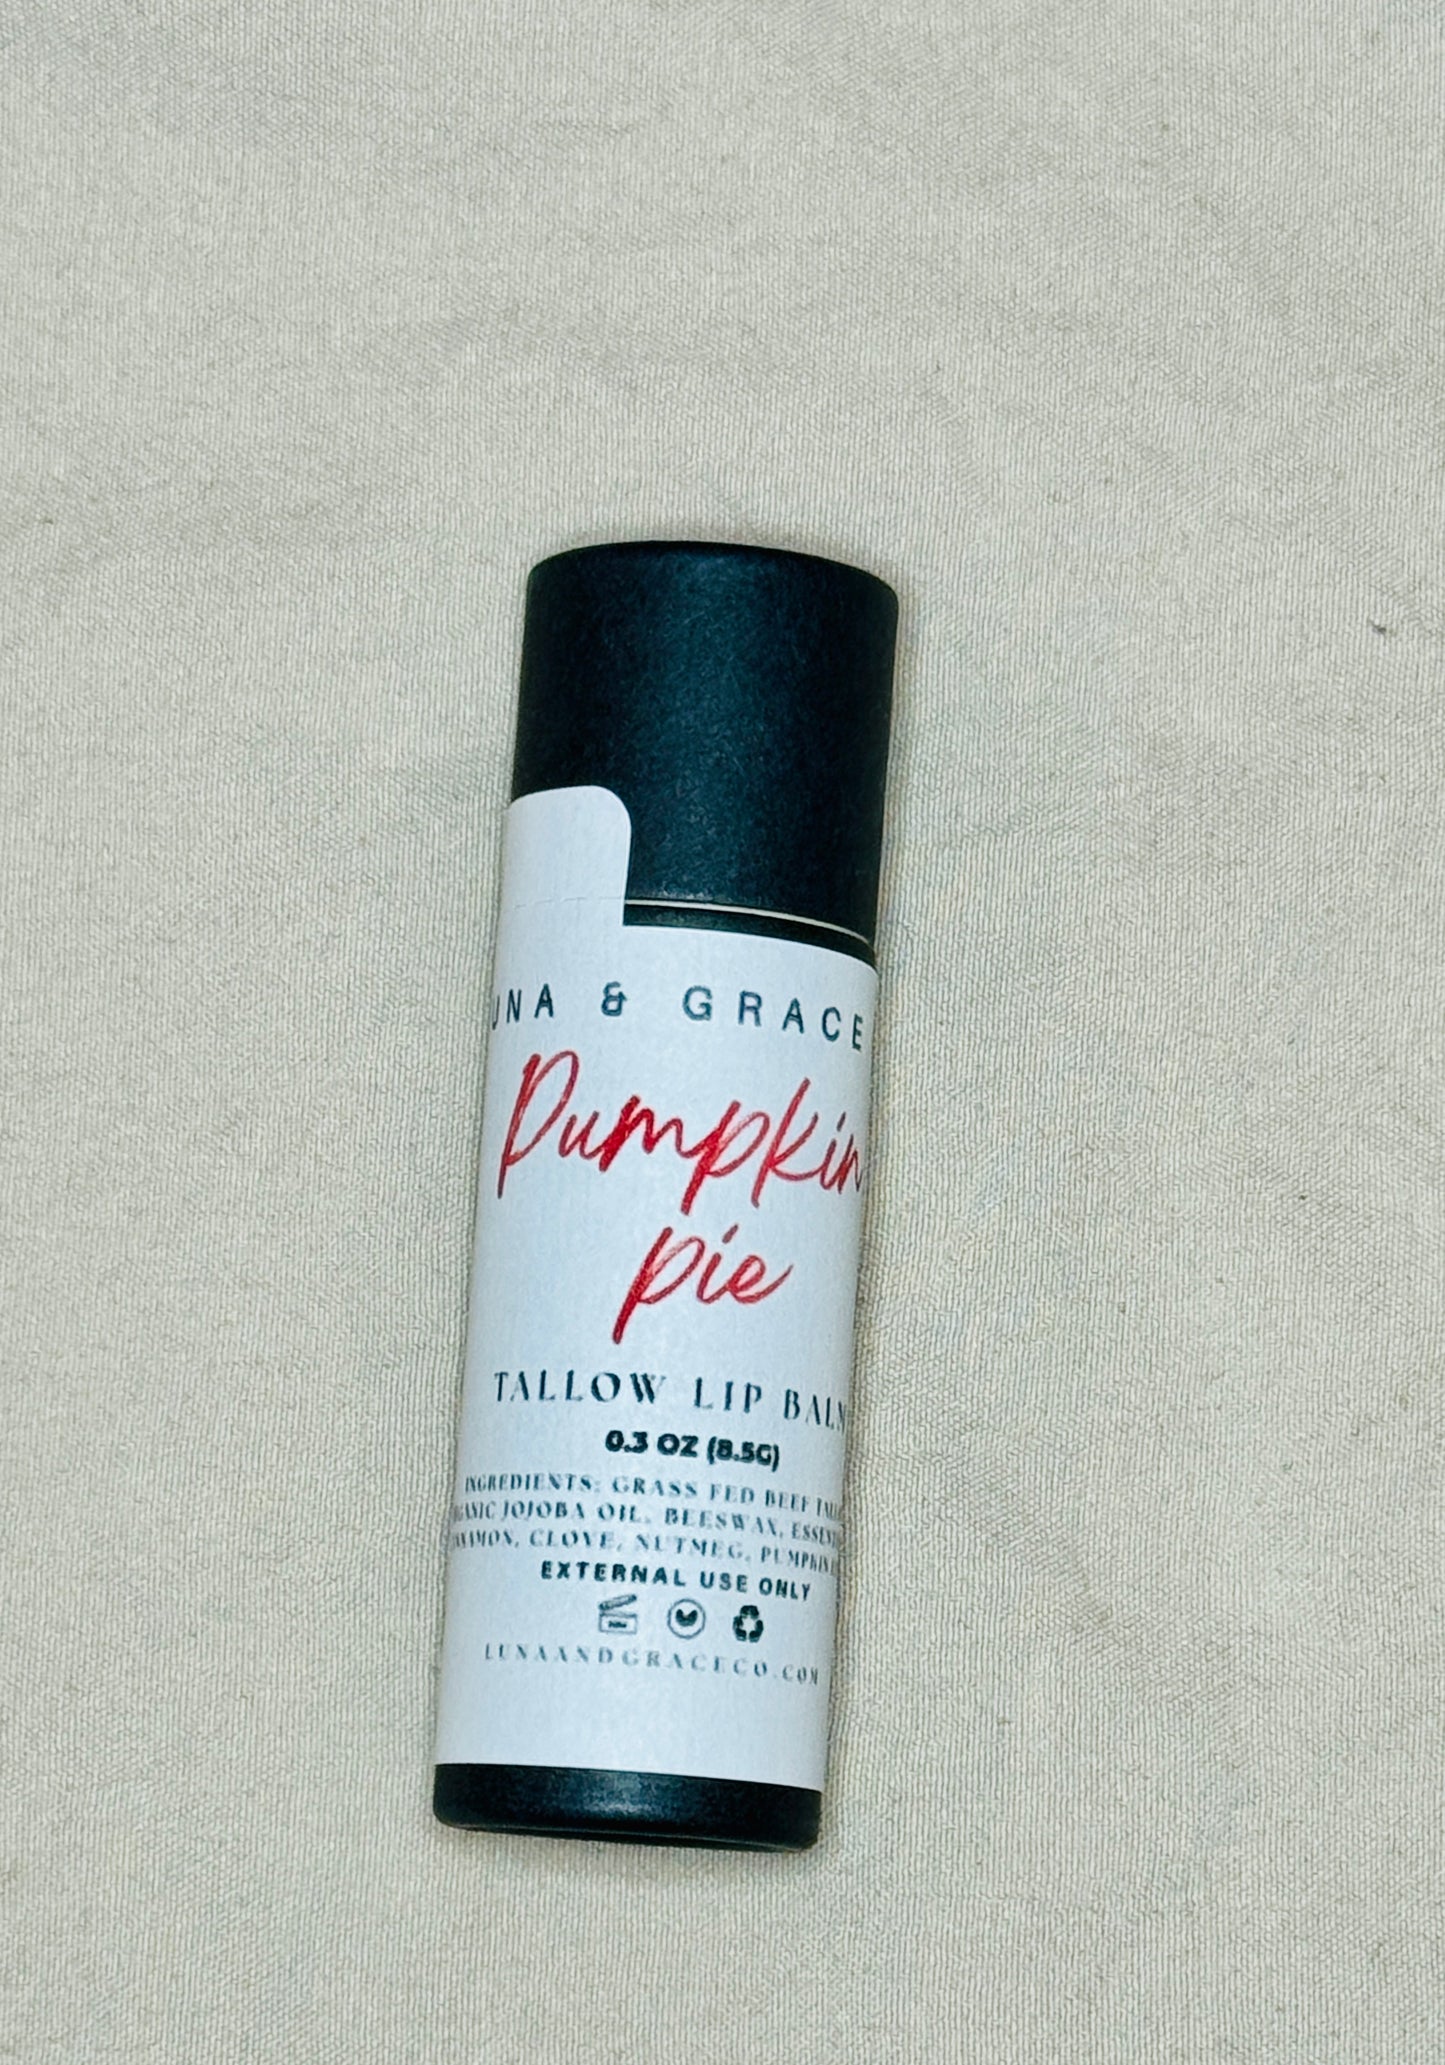 UNA & GRACE
Pumpkin
pie
TALLOW LIP BALM
0.3 OZ (8.5G)
INGREDIENTS: GRASS FED BEEF
JOJOBA OIL, BEESWAX,
CLOVE, NUTMEG, PUMPKIN
EXTERNAL USE ONLY
LUNAANDGRACECO.COM